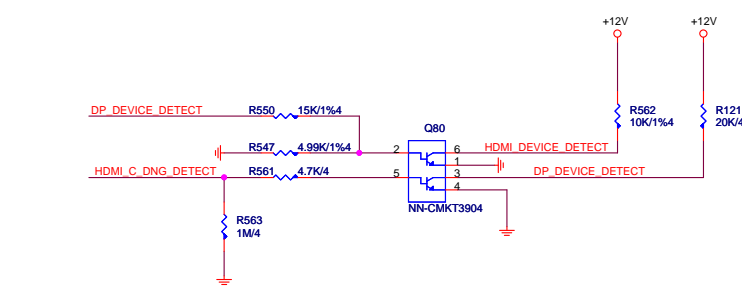 +12V
+12V
DP_DEVICE_DETECT
R550
15K/1%4
R562
10K/1%4
R121
20K/4
Q80
R547
4.99K/1%4
2
6
HDMI_DEVICE_DETECT
1
HDMI_C_DNG_DETECT
R561
4.7K/4
5
3
DP_DEVICE_DETECT
4
NN-CMKT3904
R563
1M/4